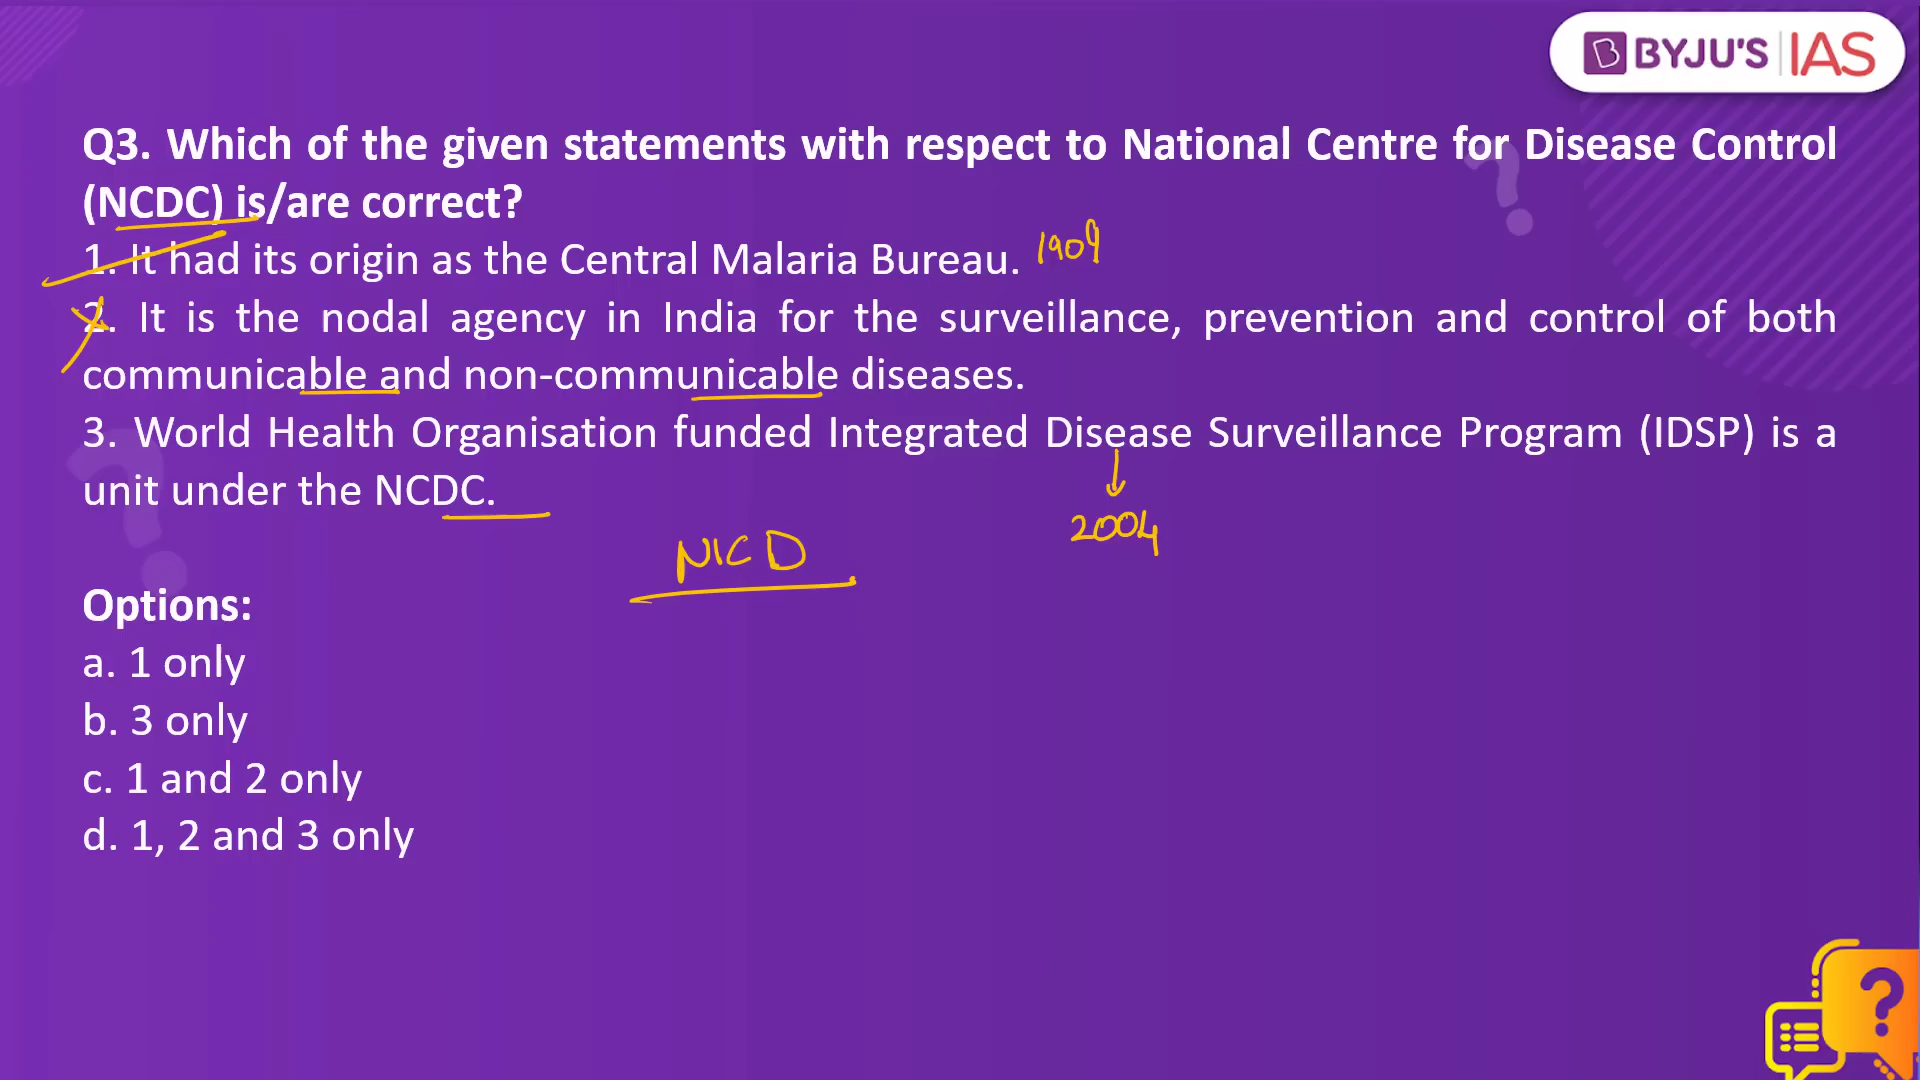 BYJU'S IAS
Q3. Which of the given statements with respect to National Centre for Disease Control
(NCDC) is/are correct?
1. It had its origin as the Central Malaria Bureau. 1909
2. It is the nodal agency in India for the surveillance, prevention and control of both
communicable and non-communicable diseases.
3. World Health Organisation funded Integrated Disease Surveillance Program (IDSP) is a
unit under the NCDC.
2004
NICD
Options:
a. 1 only
b. 3 only
c. 1 and 2 only
d. 1, 2 and 3 only